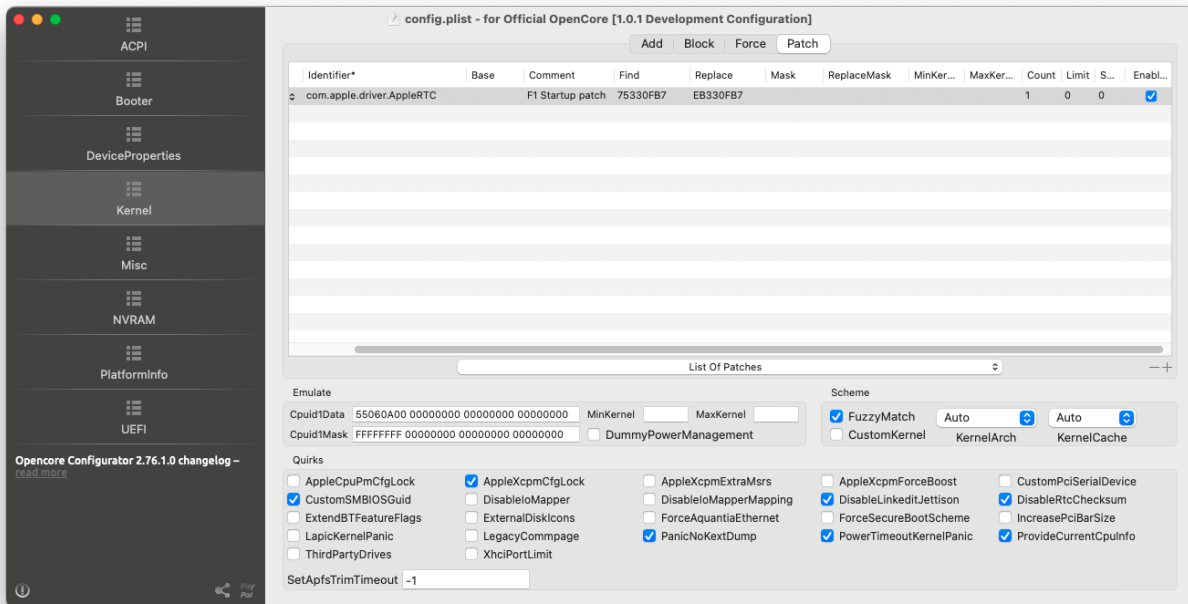 config.plist - for Official OpenCore [1.0.1 Development Configuration]
ACPI
Booter
DeviceProperties
Kernel
Misc
NVRAM
PlatformInfo
UEFI
Opencore Configurator 2.76.1.0 changelog –
read more
Pay
Pal
Add Block Force Patch
Identifier* Base Comment Find Replace Mask ReplaceMask MinKer... MaxKer... Count Limit S... Enabl...
com.apple.driver.AppleRTC F1 Startup patch 75330FB7 EB330FB7 1 0 0
List Of Patches
Emulate
Cpuid1Data 55060A00 00000000 00000000 00000000 MinKernel MaxKernel
Cpuid1Mask FFFFFFFF 00000000 00000000 00000000 DummyPowerManagement
Scheme
FuzzyMatch Auto Auto
CustomKernel KernelArch KernelCache
Quirks
AppleCpuPmCfgLock AppleXcpmCfgLock AppleXcpmExtraMsrs AppleXcpmForceBoost CustomPciSerialDevice
CustomSMBIOSGuid DisableIoMapper DisableIoMapperMapping DisableLinkeditJettison DisableRtcChecksum
ExtendBTFeatureFlags ExternalDiskIcons ForceAquantiaEthernet ForceSecureBootScheme IncreasePciBarSize
LapicKernelPanic LegacyCommpage PanicNoKextDump PowerTimeoutKernelPanic ProvideCurrentCpuInfo
ThirdPartyDrives XhciPortLimit
SetApfsTrimTimeout -1